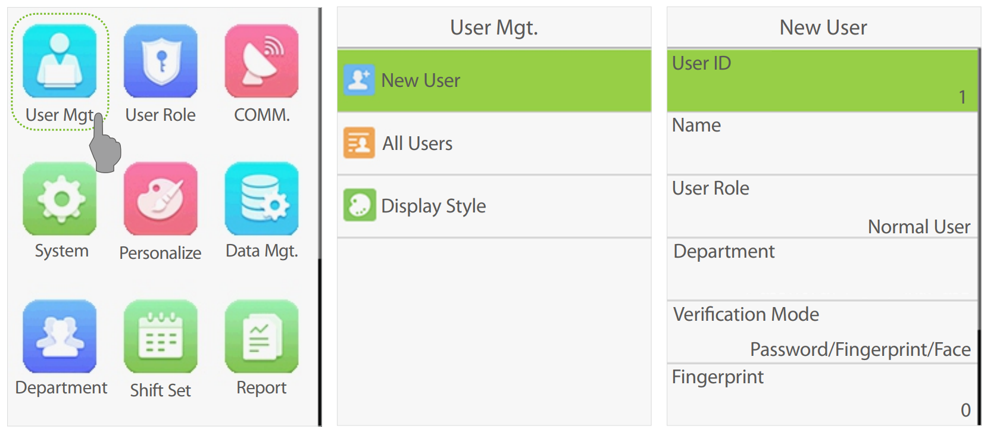 User Mgt.
User Role
COMM.
System
Personalize
Data Mgt.
Department
Shift Set
Report
User Mgt.
New User
All Users
Display Style
New User
User ID
1
Name
User Role
Normal User
Department
Verification Mode
Password/Fingerprint/Face
Fingerprint
0